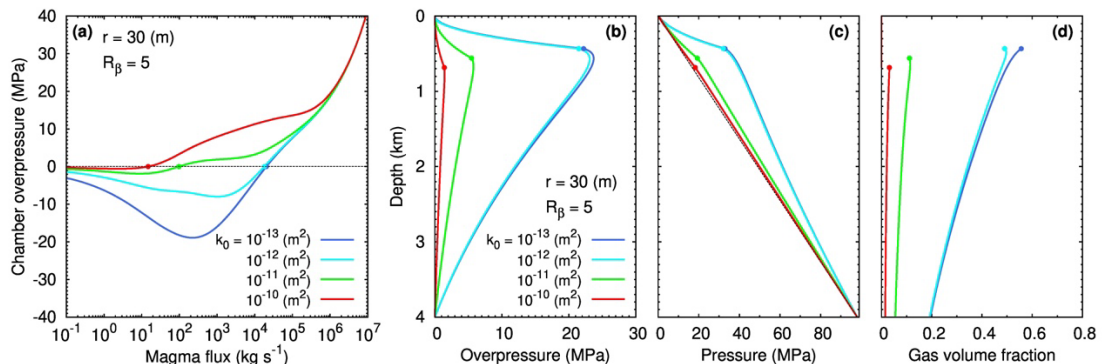 (a)
r = 30 (m)
R_β = 5
k₀ = 10⁻¹³ (m²)
10⁻¹² (m²)
10⁻¹¹ (m²)
10⁻¹⁰ (m²)
Chamber overpressure (MPa)
40
30
20
10
0
-10
-20
-30
-40
10⁻¹ 10⁰ 10¹ 10² 10³ 10⁴ 10⁵ 10⁶ 10⁷
Magma flux (kg s⁻¹)
(b)
Depth (km)
0
1
2
3
4
r = 30 (m)
R_β = 5
k₀ = 10⁻¹³ (m²)
10⁻¹² (m²)
10⁻¹¹ (m²)
10⁻¹⁰ (m²)
0 10 20 30
Overpressure (MPa)
(c)
0 20 40 60 80
Pressure (MPa)
(d)
0 0.2 0.4 0.6 0.8
Gas volume fraction